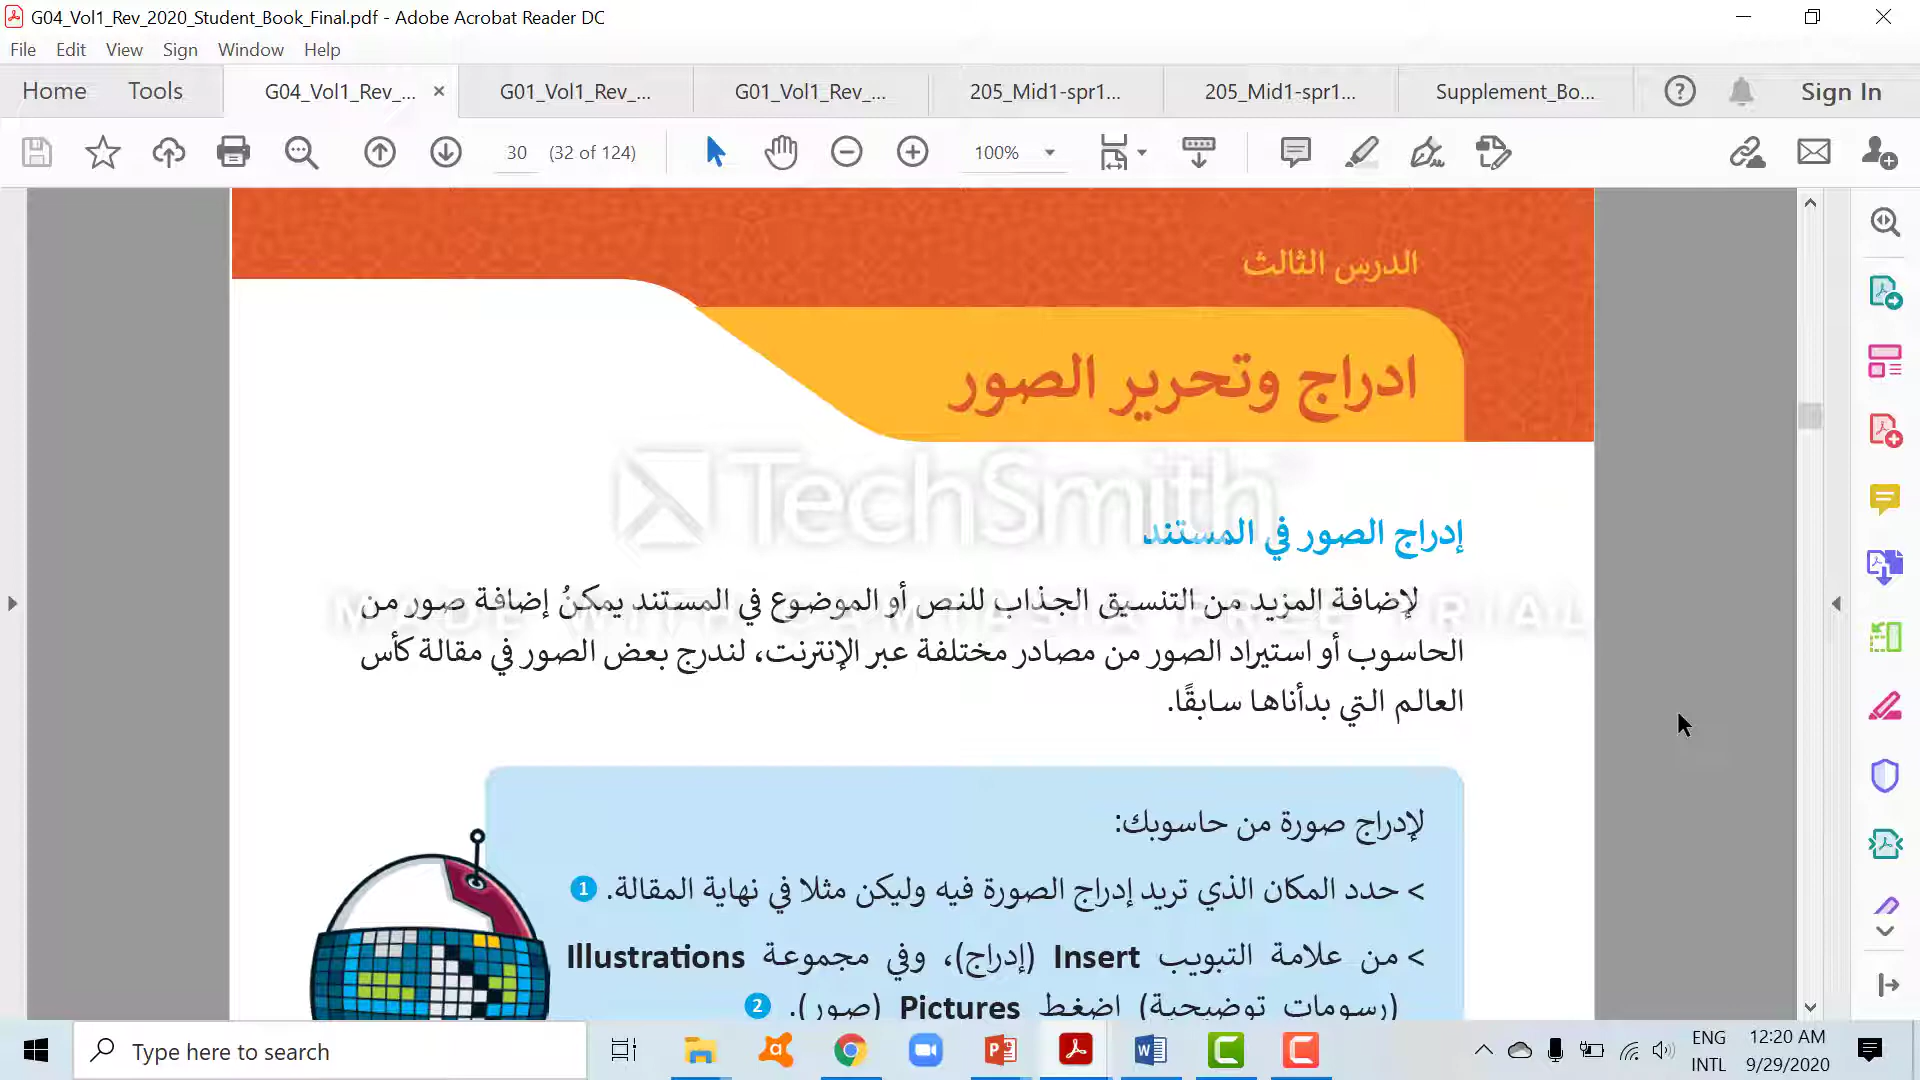 G04_Vol1_Rev_2020_Student_Book_Final.pdf - Adobe Acrobat Reader DC
File Edit View Sign Window Help
Home Tools G04_Vol1_Rev_... G01_Vol1_Rev_... G01_Vol1_Rev_... 205_Mid1-spr1... 205_Mid1-spr1... Supplement_Bo... Sign In
30 (32 of 124) 100%
الدرس الثالث
ادراج وتحرير الصور
TechSmith
MADE WITH CAMTASIA FREE TRIAL
إدراج الصور في المستند
لإضافة المزيد من التنسيق الجذاب للنص أو الموضوع في المستند يمكنُ إضافة صور من
الحاسوب أو استيراد الصور من مصادر مختلفة عبر الإنترنت، لندرج بعض الصور في مقالة كأس
العالم التي بدأناها سابقًا.
لإدراج صورة من حاسوبك:
> حدد المكان الذي تريد إدراج الصورة فيه وليكن مثلا في نهاية المقالة. 1
> من علامة التبويب Insert (إدراج)، وفي مجموعة Illustrations
(رسومات توضيحية) اضغط Pictures (صور). 2
Type here to search
ENG
INTL
12:20 AM
9/29/2020